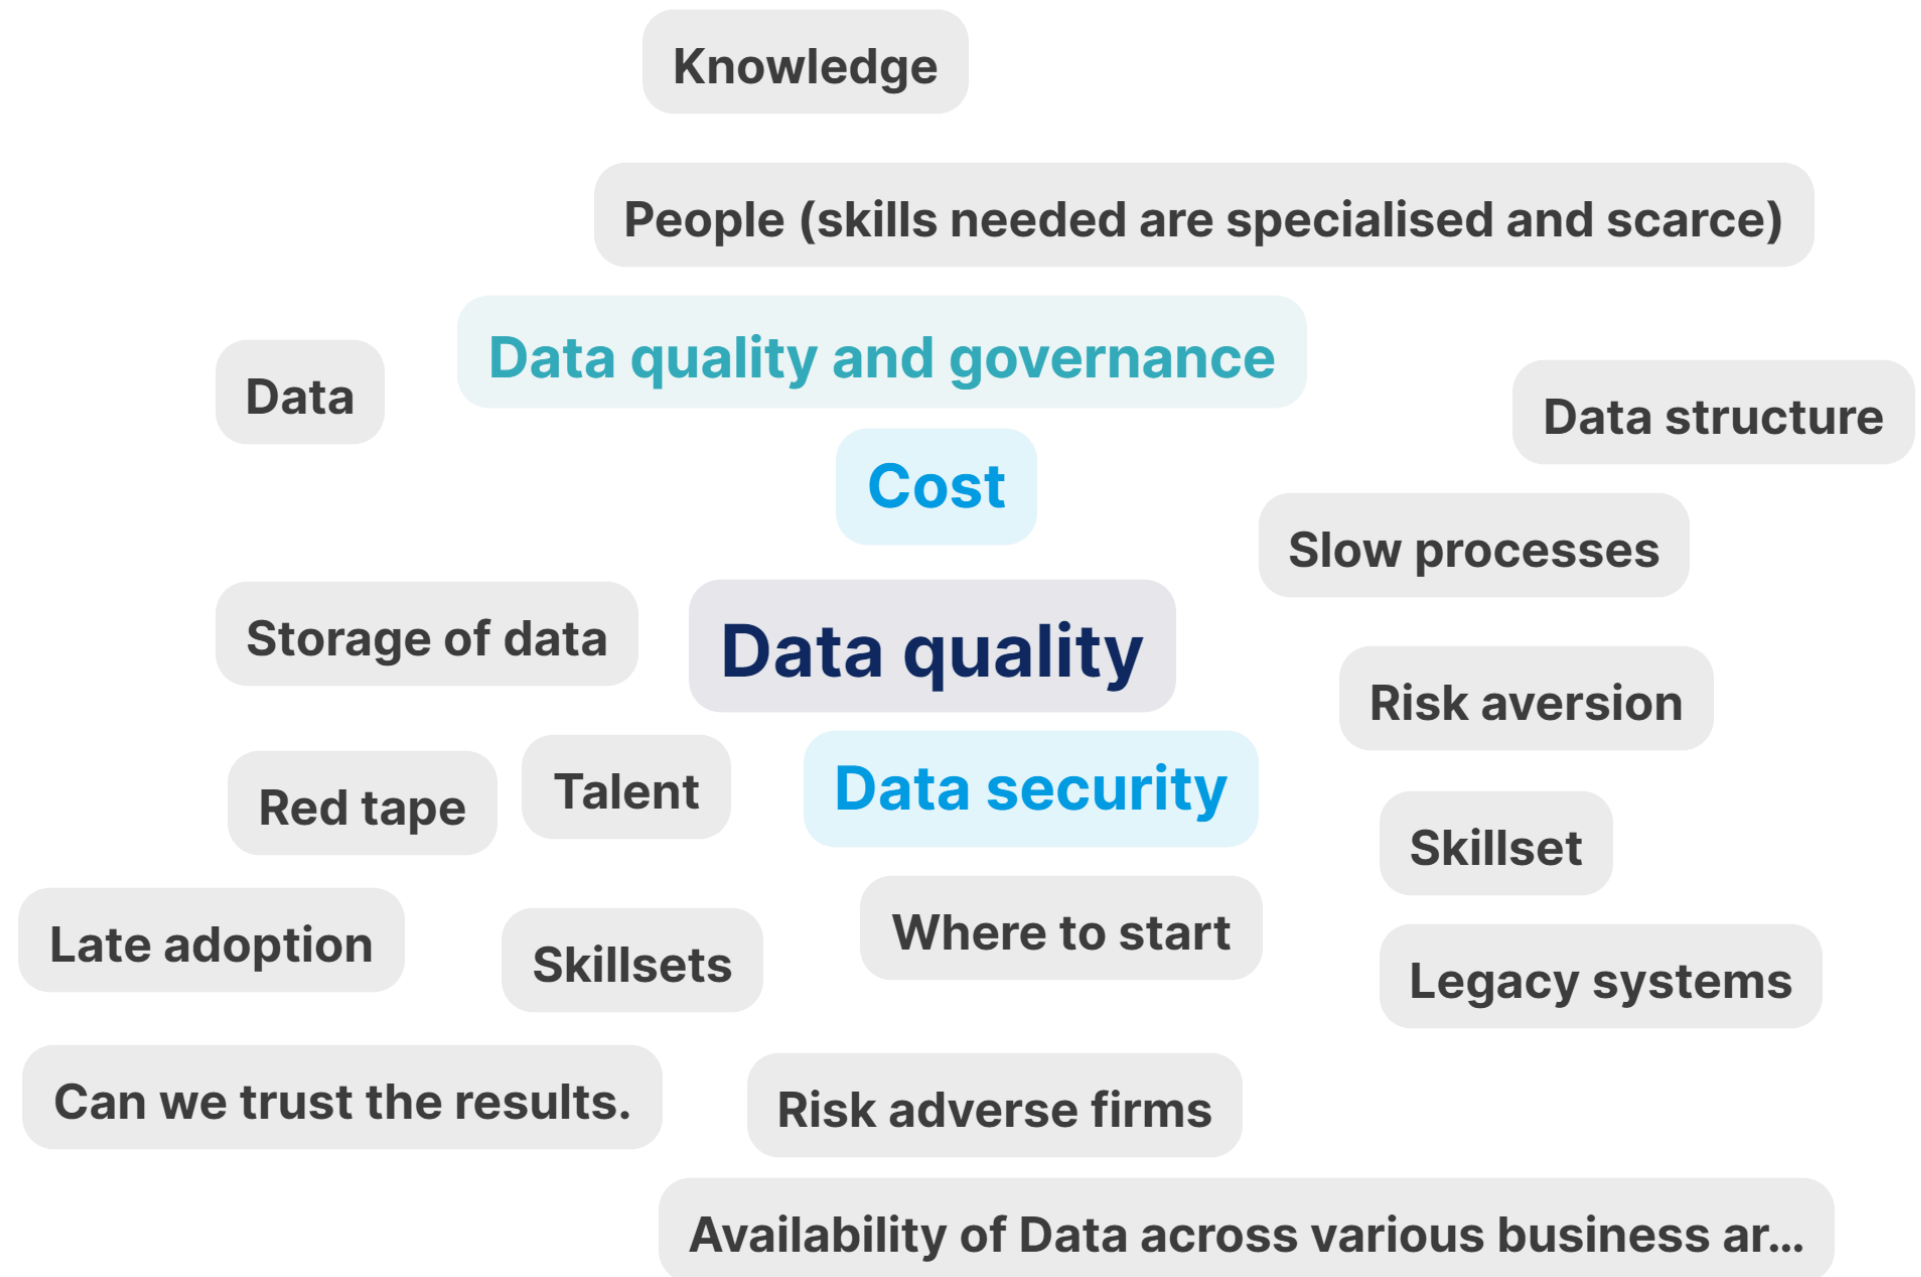 Knowledge
People (skills needed are specialised and scarce)
Data quality and governance
Data
Data structure
Cost
Slow processes
Storage of data
Data quality
Risk aversion
Red tape
Talent
Data security
Skillset
Late adoption
Skillsets
Where to start
Legacy systems
Can we trust the results.
Risk adverse firms
Availability of Data across various business ar...